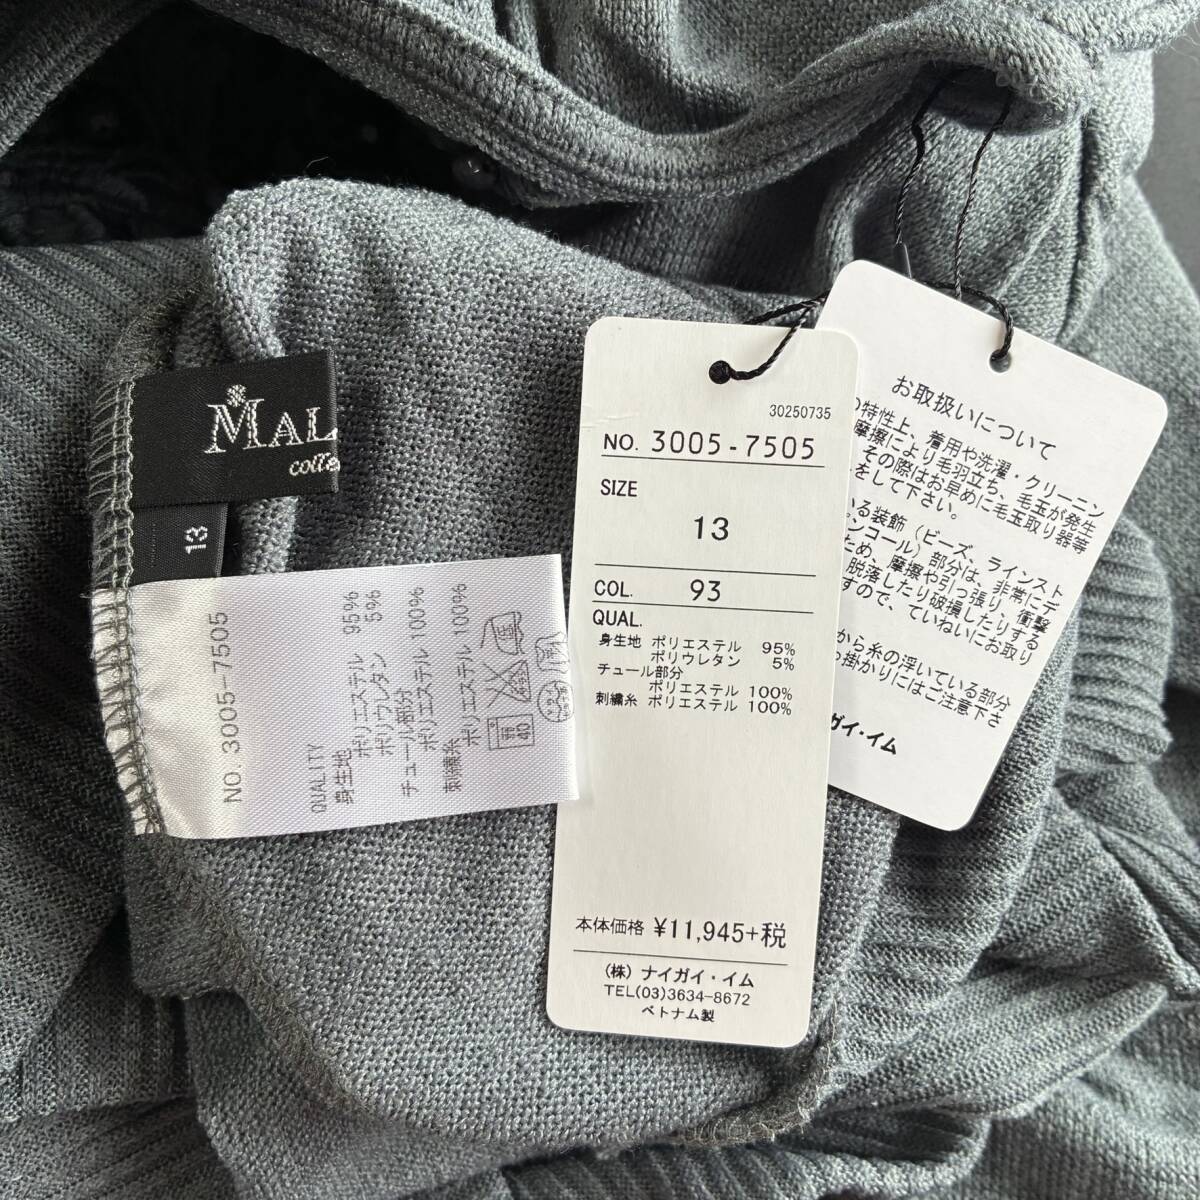 MAL
colle
13
NO. 3005-7505
QUALITY
身生地
ポリエステル 95%
ポリウレタン 5%
チュール部分
ポリエステル 100%
刺繍糸
ポリエステル 100%
40
30250735
NO. 3005-7505
SIZE
13
COL. 93
QUAL.
身生地 ポリエステル 95%
ポリウレタン 5%
チュール部分
ポリエステル 100%
刺繍糸 ポリエステル 100%
本体価格 ¥11,945+税
(株) ナイガイ・イム
TEL(03)3634-8672
ベトナム製
お取扱いについて
の特性上、着用や洗濯・クリーニン
摩擦により毛羽立ち、毛玉が発生
その際はお早めに毛玉取り器等
をして下さい。
いる装飾(ビーズ、ラインスト
ンコール)部分は、非常にデ
ため、摩擦や引っ張り、衝撃
脱落したり破損したりする
すので、ていねいにお取り
から糸の浮いている部分
っ掛かりにはご注意下さ
ガイ・イム